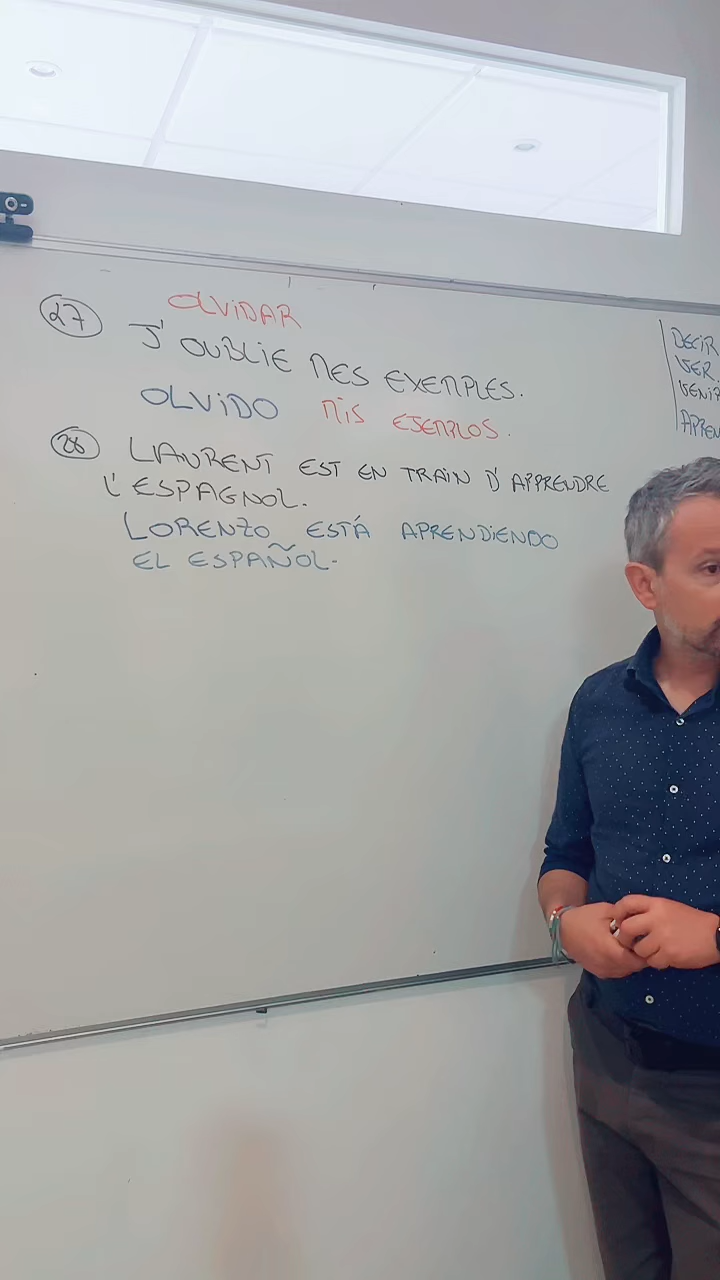 27 OLVIDAR
J'OUBLIE MES EXEMPLES.
OLVIDO MIS EJEMPLOS.
28 LAURENT EST EN TRAIN D'APPRENDRE
L'ESPAGNOL.
LORENZO ESTÁ APRENDIENDO
EL ESPAÑOL.
DECIR
VER
VENIR